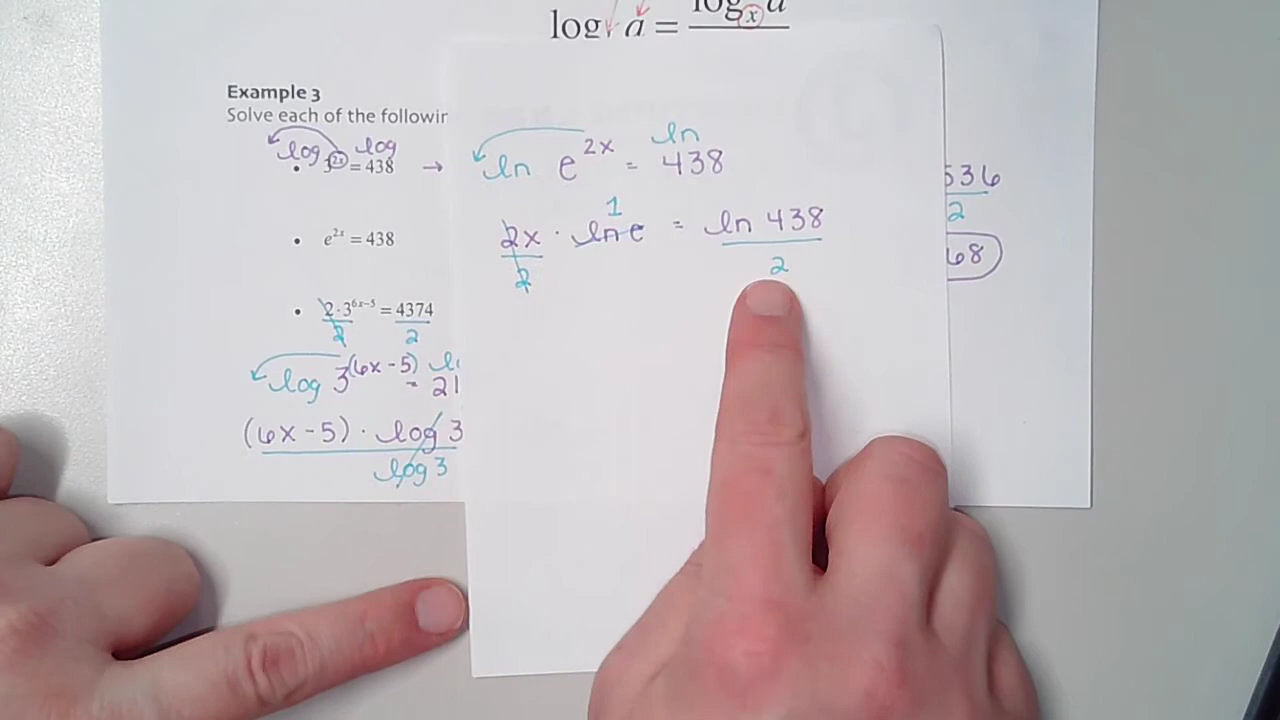 log a = log x a
Example 3
Solve each of the followin
log 3^2x = 438 log →
• e^2x = 438
• 2·3^6x−5 = 4374
2 2
log 3^(6x-5) = 21
(6x-5) · log 3
log 3
ln e^2x = ln 438
1
2x · ln e = ln 438
2 2
536
2
68